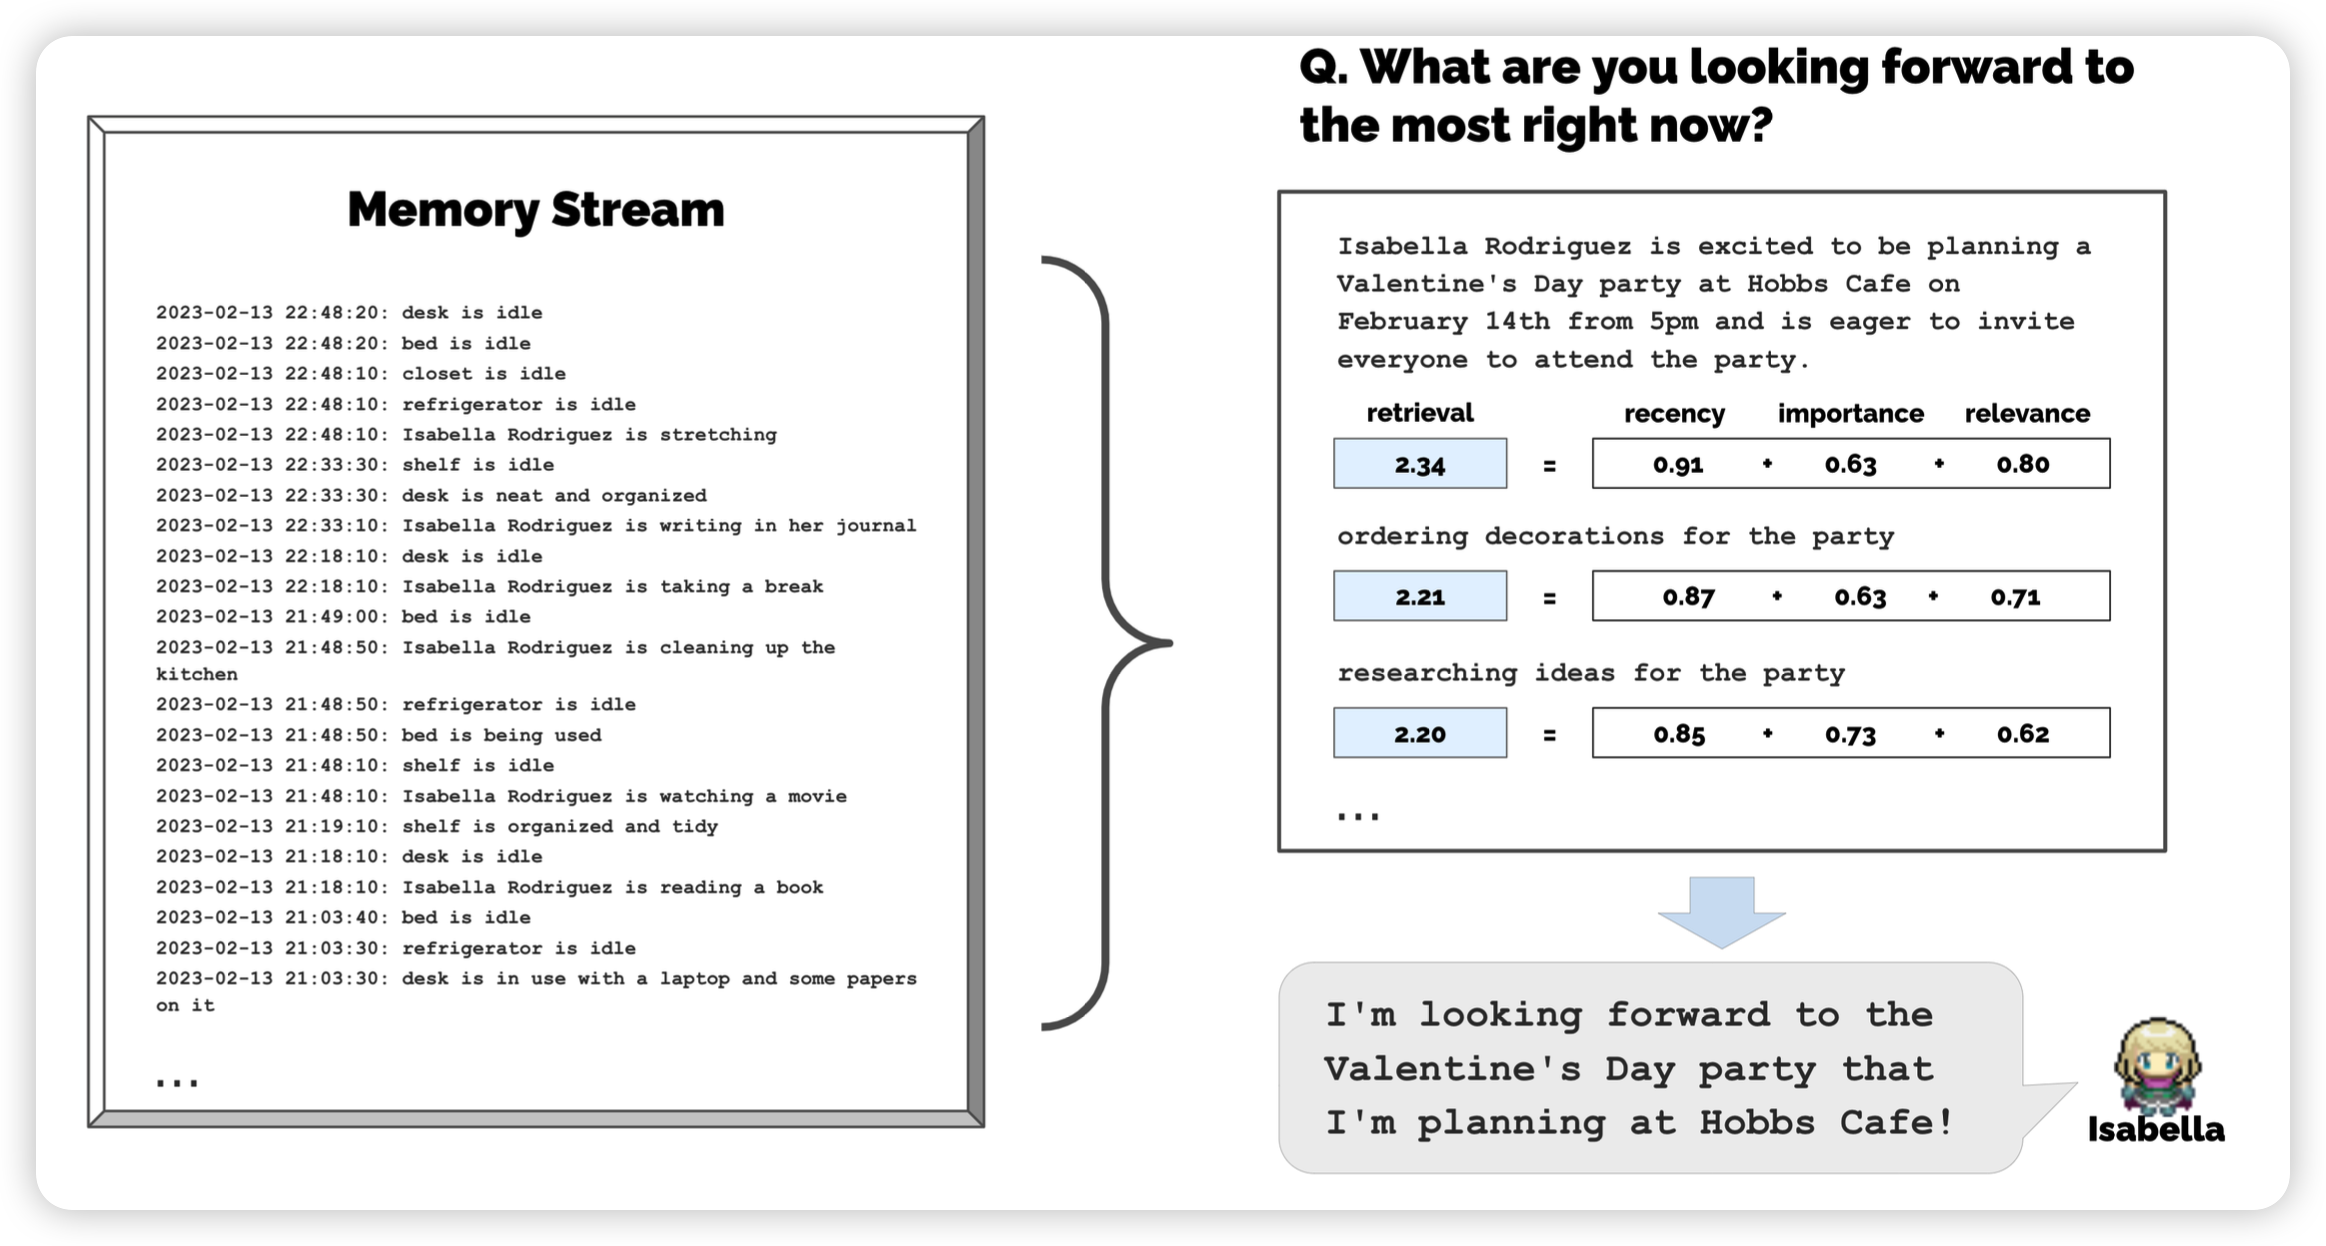 Memory Stream
2023-02-13 22:48:20: desk is idle
2023-02-13 22:48:20: bed is idle
2023-02-13 22:48:10: closet is idle
2023-02-13 22:48:10: refrigerator is idle
2023-02-13 22:48:10: Isabella Rodriguez is stretching
2023-02-13 22:33:30: shelf is idle
2023-02-13 22:33:30: desk is neat and organized
2023-02-13 22:33:10: Isabella Rodriguez is writing in her journal
2023-02-13 22:18:10: desk is idle
2023-02-13 22:18:10: Isabella Rodriguez is taking a break
2023-02-13 21:49:00: bed is idle
2023-02-13 21:48:50: Isabella Rodriguez is cleaning up the
kitchen
2023-02-13 21:48:50: refrigerator is idle
2023-02-13 21:48:50: bed is being used
2023-02-13 21:48:10: shelf is idle
2023-02-13 21:48:10: Isabella Rodriguez is watching a movie
2023-02-13 21:19:10: shelf is organized and tidy
2023-02-13 21:18:10: desk is idle
2023-02-13 21:18:10: Isabella Rodriguez is reading a book
2023-02-13 21:03:40: bed is idle
2023-02-13 21:03:30: refrigerator is idle
2023-02-13 21:03:30: desk is in use with a laptop and some papers
on it
...
Q. What are you looking forward to
the most right now?
Isabella Rodriguez is excited to be planning a
Valentine's Day party at Hobbs Cafe on
February 14th from 5pm and is eager to invite
everyone to attend the party.
retrieval recency importance relevance
2.34 = 0.91 + 0.63 + 0.80
ordering decorations for the party
2.21 = 0.87 + 0.63 + 0.71
researching ideas for the party
2.20 = 0.85 + 0.73 + 0.62
...
I'm looking forward to the
Valentine's Day party that
I'm planning at Hobbs Cafe!
Isabella